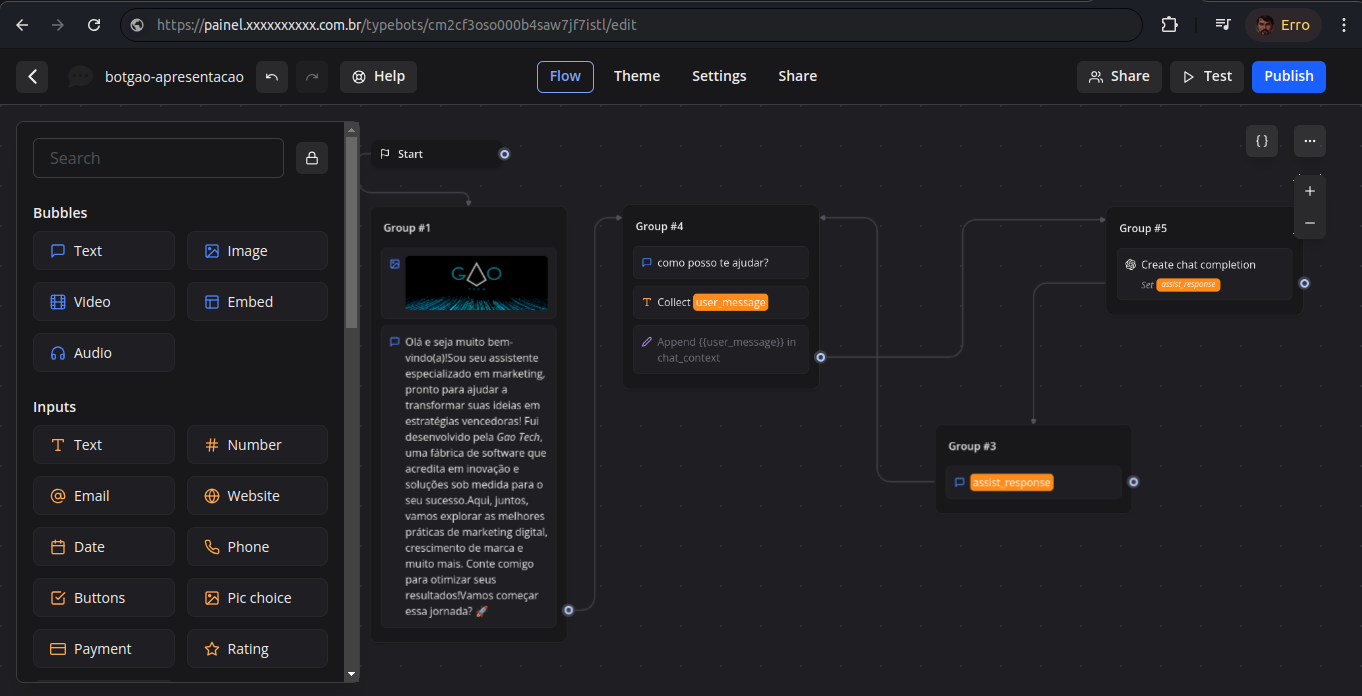 https://painel.xxxxxxxxxx.com.br/typebots/cm2cf3oso000b4saw7jf7istl/edit
Erro
botgao-apresentacao
Help
Flow
Theme
Settings
Share
Share
Test
Publish
Search
Bubbles
Text
Image
Video
Embed
Audio
Inputs
Text
Number
Email
Website
Date
Phone
Buttons
Pic choice
Payment
Rating
Start
Group #1
GAO
TECH
Olá e seja muito bem-
vindo(a)!Sou seu assistente
especializado em marketing,
pronto para ajudar a
transformar suas ideias em
estratégias vencedoras! Fui
desenvolvido pela Gao Tech,
uma fábrica de software que
acredita em inovação e
soluções sob medida para o
seu sucesso.Aqui, juntos,
vamos explorar as melhores
práticas de marketing digital,
crescimento de marca e
muito mais. Conte comigo
para otimizar seus
resultados!Vamos começar
essa jornada? 🚀
Group #4
como posso te ajudar?
Collect user_message
Append {{user_message}} in
chat_context
Group #5
Create chat completion
Set assist_response
Group #3
assist_response